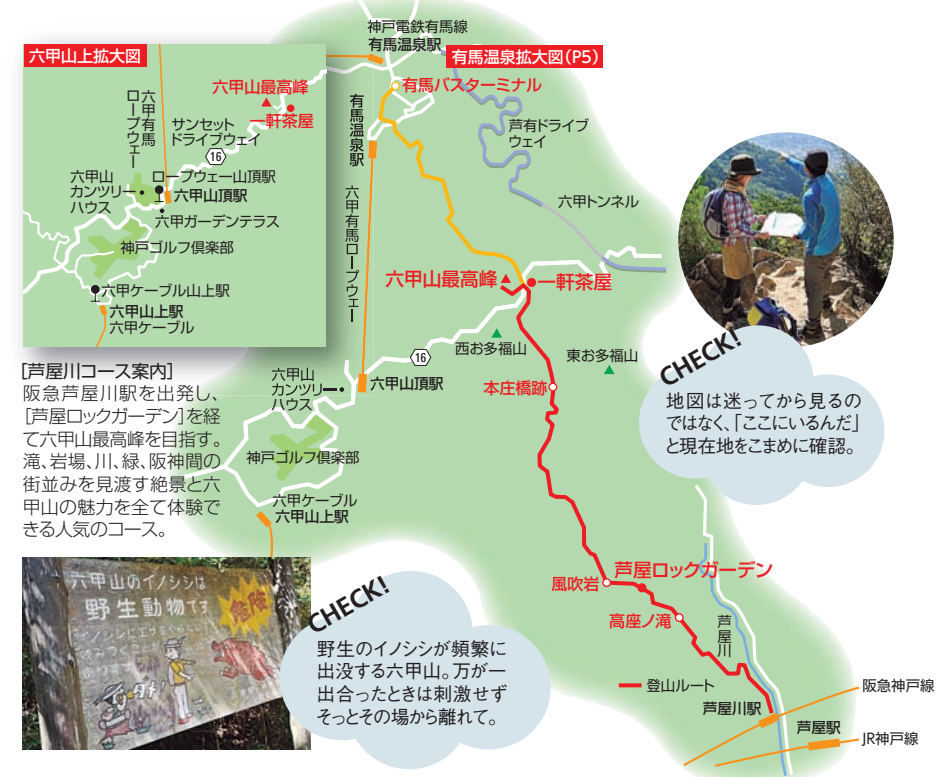 六甲山上拡大図
六甲山最高峰
一軒茶屋
六甲有馬
ロープウェー
サンセット
ドライブウェイ
16
六甲山
カンツリー
ハウス
ロープウェー山頂駅
六甲山頂駅
六甲ガーデンテラス
神戸ゴルフ倶楽部
六甲ケーブル山上駅
六甲山上駅
六甲ケーブル
神戸電鉄有馬線
有馬温泉駅
有馬温泉拡大図(P5)
有馬バスターミナル
有馬温泉駅
芦有ドライブ
ウェイ
六甲トンネル
六甲有馬ロープウェー
六甲山最高峰
一軒茶屋
西お多福山
東お多福山
16
六甲山
カンツリー
ハウス
六甲山頂駅
本庄橋跡
神戸ゴルフ倶楽部
六甲ケーブル
六甲山上駅
[芦屋川コース案内]
阪急芦屋川駅を出発し、
[芦屋ロックガーデン]を経
て六甲山最高峰を目指す。
滝、岩場、川、緑、阪神間の
街並みを見渡す絶景と六
甲山の魅力を全て体験で
きる人気のコース。
CHECK!
地図は迷ってから見るの
ではなく、「ここにいるんだ」
と現在地をこまめに確認。
風吹岩
芦屋ロックガーデン
高座ノ滝
芦屋川
登山ルート
芦屋川駅
阪急神戸線
芦屋駅
JR神戸線
六甲山のイノシシは
野生動物です
危険
CHECK!
野生のイノシシが頻繁に
出没する六甲山。万が一
出合ったときは刺激せず
そっとその場から離れて。